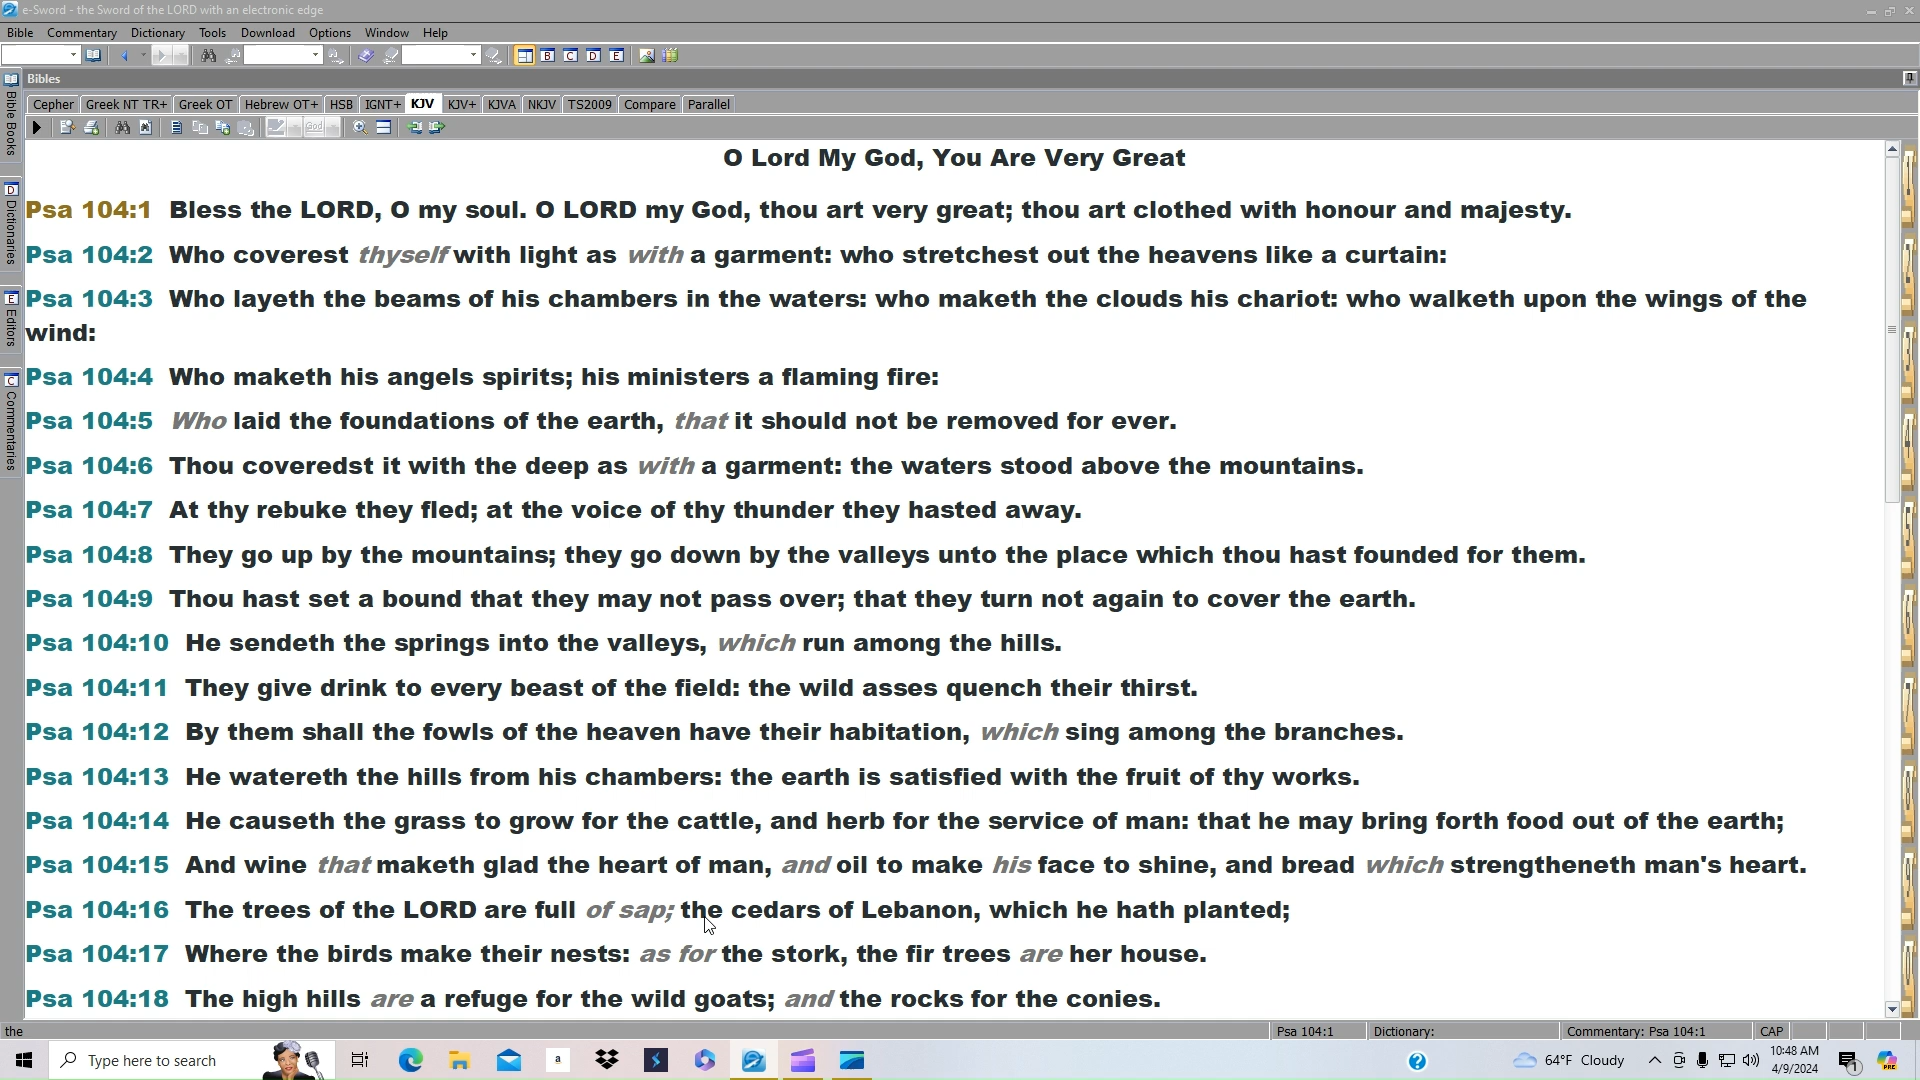 e-Sword - the Sword of the LORD with an electronic edge
Bible Commentary Dictionary Tools Download Options Window Help
B C D E
Bibles
Cepher Greek NT TR+ Greek OT Hebrew OT+ HSB IGNT+ KJV KJV+ KJVA NKJV TS2009 Compare Parallel
God
Bible Books
D Dictionaries
E Editors
C Commentaries
O Lord My God, You Are Very Great
Psa 104:1 Bless the LORD, O my soul. O LORD my God, thou art very great; thou art clothed with honour and majesty.
Psa 104:2 Who coverest thyself with light as with a garment: who stretchest out the heavens like a curtain:
Psa 104:3 Who layeth the beams of his chambers in the waters: who maketh the clouds his chariot: who walketh upon the wings of the
wind:
Psa 104:4 Who maketh his angels spirits; his ministers a flaming fire:
Psa 104:5 Who laid the foundations of the earth, that it should not be removed for ever.
Psa 104:6 Thou coveredst it with the deep as with a garment: the waters stood above the mountains.
Psa 104:7 At thy rebuke they fled; at the voice of thy thunder they hasted away.
Psa 104:8 They go up by the mountains; they go down by the valleys unto the place which thou hast founded for them.
Psa 104:9 Thou hast set a bound that they may not pass over; that they turn not again to cover the earth.
Psa 104:10 He sendeth the springs into the valleys, which run among the hills.
Psa 104:11 They give drink to every beast of the field: the wild asses quench their thirst.
Psa 104:12 By them shall the fowls of the heaven have their habitation, which sing among the branches.
Psa 104:13 He watereth the hills from his chambers: the earth is satisfied with the fruit of thy works.
Psa 104:14 He causeth the grass to grow for the cattle, and herb for the service of man: that he may bring forth food out of the earth;
Psa 104:15 And wine that maketh glad the heart of man, and oil to make his face to shine, and bread which strengtheneth man's heart.
Psa 104:16 The trees of the LORD are full of sap; the cedars of Lebanon, which he hath planted;
Psa 104:17 Where the birds make their nests: as for the stork, the fir trees are her house.
Psa 104:18 The high hills are a refuge for the wild goats; and the rocks for the conies.
the Psa 104:1 Dictionary: Commentary: Psa 104:1 CAP
Type here to search a 64°F Cloudy 10:48 AM
4/9/2024 1 PRE